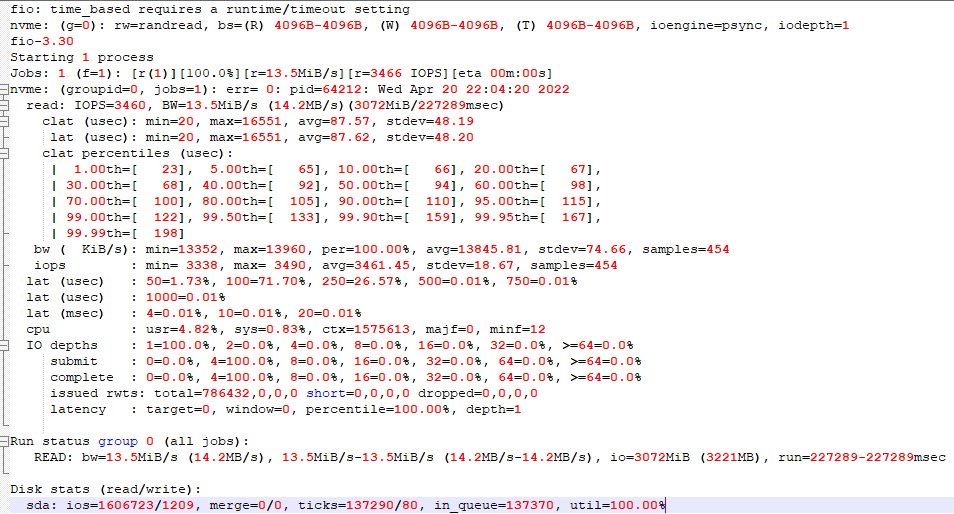 fio: time_based requires a runtime/timeout setting
nvme: (g=0): rw=randread, bs=(R) 4096B-4096B, (W) 4096B-4096B, (T) 4096B-4096B, ioengine=psync, iodepth=1
fio-3.30
Starting 1 process
Jobs: 1 (f=1): [r(1)][100.0%][r=13.5MiB/s][r=3466 IOPS][eta 00m:00s]
nvme: (groupid=0, jobs=1): err= 0: pid=64212: Wed Apr 20 22:04:20 2022
  read: IOPS=3460, BW=13.5MiB/s (14.2MB/s)(3072MiB/227289msec)
    clat (usec): min=20, max=16551, avg=87.57, stdev=48.19
     lat (usec): min=20, max=16551, avg=87.62, stdev=48.20
    clat percentiles (usec):
     |  1.00th=[   23],  5.00th=[   65], 10.00th=[   66], 20.00th=[   67],
     | 30.00th=[   68], 40.00th=[   92], 50.00th=[   94], 60.00th=[   98],
     | 70.00th=[  100], 80.00th=[  105], 90.00th=[  110], 95.00th=[  115],
     | 99.00th=[  122], 99.50th=[  133], 99.90th=[  159], 99.95th=[  167],
     | 99.99th=[  198]
   bw (  KiB/s): min=13352, max=13960, per=100.00%, avg=13845.81, stdev=74.66, samples=454
   iops        : min= 3338, max= 3490, avg=3461.45, stdev=18.67, samples=454
  lat (usec)   : 50=1.73%, 100=71.70%, 250=26.57%, 500=0.01%, 750=0.01%
  lat (usec)   : 1000=0.01%
  lat (msec)   : 4=0.01%, 10=0.01%, 20=0.01%
  cpu          : usr=4.82%, sys=0.83%, ctx=1575613, majf=0, minf=12
  IO depths    : 1=100.0%, 2=0.0%, 4=0.0%, 8=0.0%, 16=0.0%, 32=0.0%, >=64=0.0%
     submit    : 0=0.0%, 4=100.0%, 8=0.0%, 16=0.0%, 32=0.0%, 64=0.0%, >=64=0.0%
     complete  : 0=0.0%, 4=100.0%, 8=0.0%, 16=0.0%, 32=0.0%, 64=0.0%, >=64=0.0%
     issued rwts: total=786432,0,0,0 short=0,0,0,0 dropped=0,0,0,0
     latency   : target=0, window=0, percentile=100.00%, depth=1
Run status group 0 (all jobs):
   READ: bw=13.5MiB/s (14.2MB/s), 13.5MiB/s-13.5MiB/s (14.2MB/s-14.2MB/s), io=3072MiB (3221MB), run=227289-227289msec
Disk stats (read/write):
  sda: ios=1606723/1209, merge=0/0, ticks=137290/80, in_queue=137370, util=100.00%